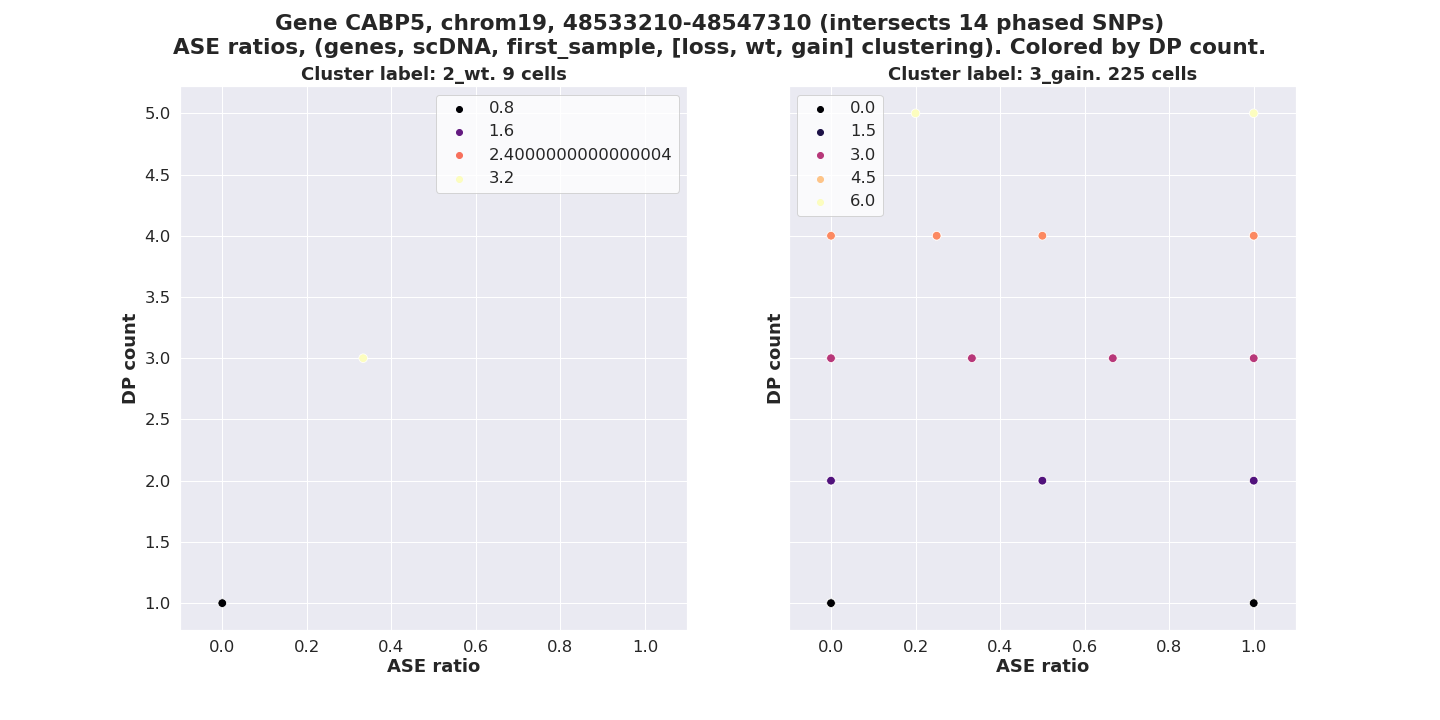 Gene CABP5, chrom19, 48533210-48547310 (intersects 14 phased SNPs)
ASE ratios, (genes, scDNA, first_sample, [loss, wt, gain] clustering). Colored by DP count.
Cluster label: 2_wt. 9 cells
0.8
1.6
2.4000000000000004
3.2
5.0
4.5
4.0
3.5
3.0
2.5
2.0
1.5
1.0
DP count
0.0 0.2 0.4 0.6 0.8 1.0
ASE ratio
Cluster label: 3_gain. 225 cells
0.0
1.5
3.0
4.5
6.0
DP count
0.0 0.2 0.4 0.6 0.8 1.0
ASE ratio